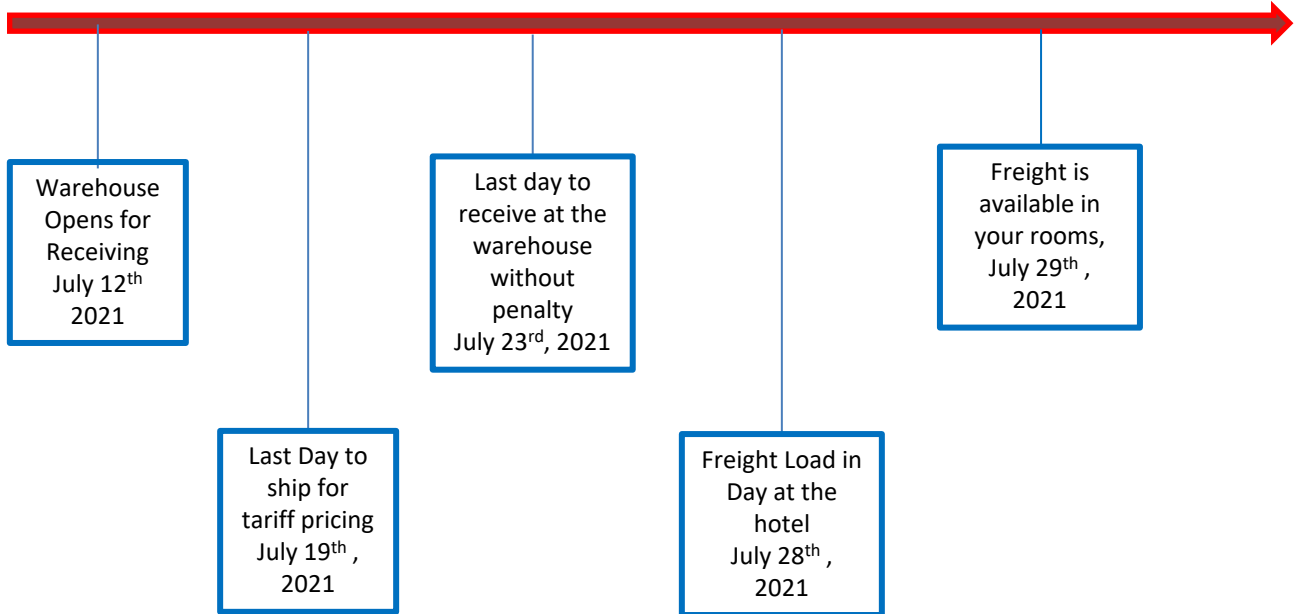 Warehouse
Opens for
Receiving
July 12th
2021
Last Day to
ship for
tariff pricing
July 19th ,
2021
Last day to
receive at the
warehouse
without
penalty
July 23rd, 2021
Freight Load in
Day at the
hotel
July 28th ,
2021
Freight is
available in
your rooms,
July 29th ,
2021